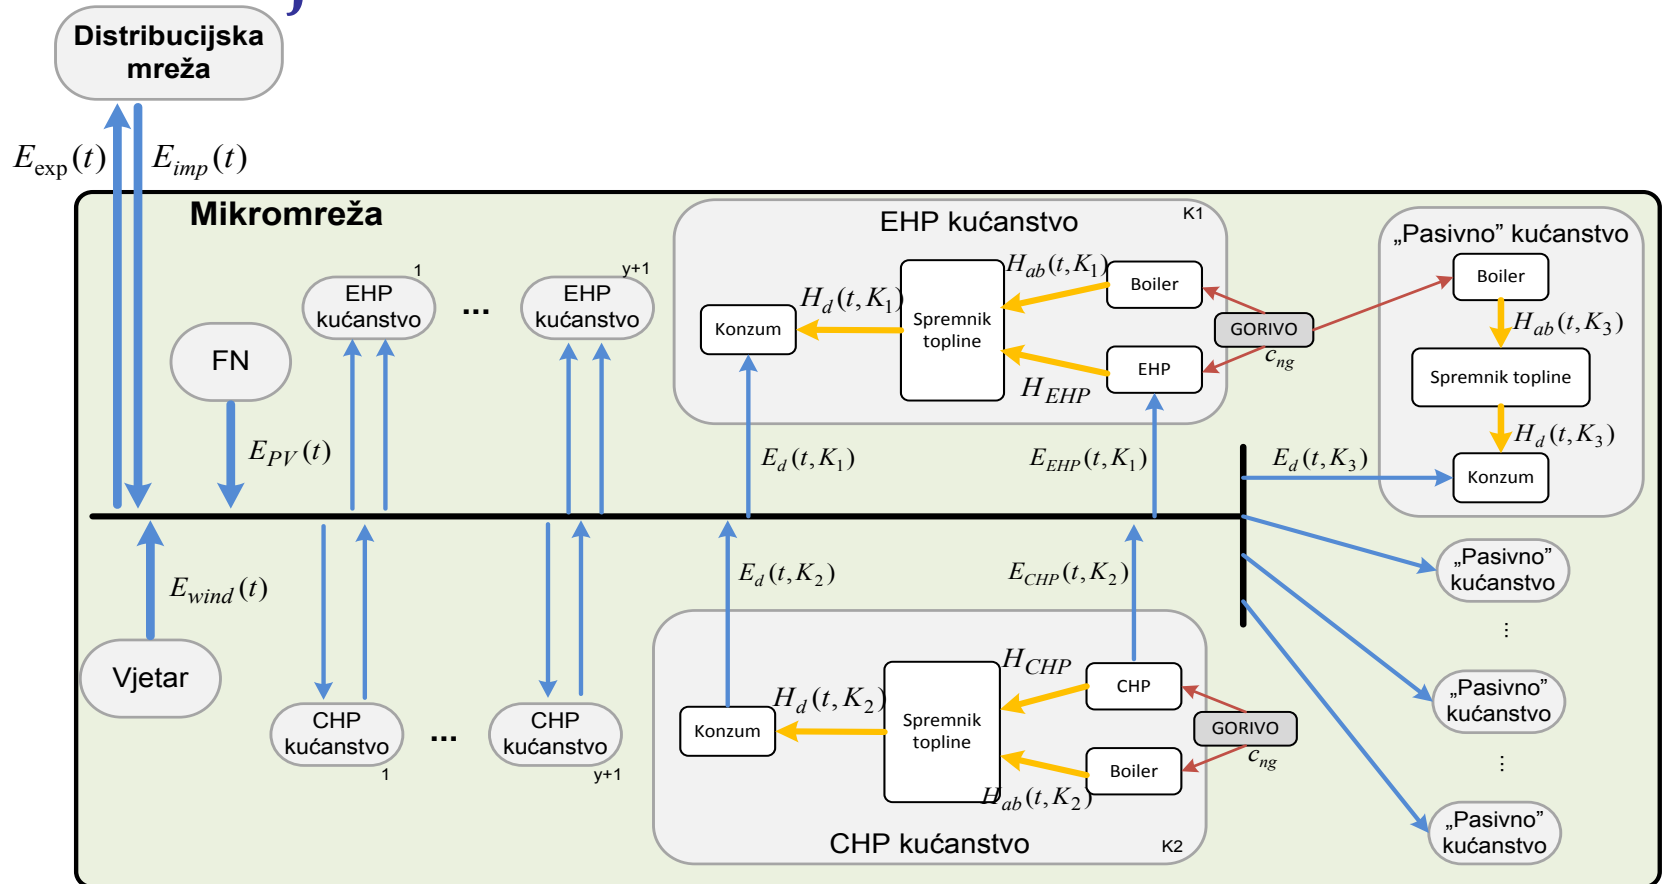 Distribucijska
mreža
E_exp(t)
E_imp(t)
Mikromreža
EHP kućanstvo
K1
„Pasivno” kućanstvo
1
EHP
kućanstvo
...
y+1
EHP
kućanstvo
H_ab(t, K_1)
Boiler
Boiler
H_d(t, K_1)
Konzum
Spremnik
topline
GORIVO
c_ng
H_ab(t, K_3)
FN
EHP
H_EHP
Spremnik topline
H_d(t, K_3)
E_PV(t)
E_d(t, K_1)
E_EHP(t, K_1)
E_d(t, K_3)
Konzum
E_wind(t)
E_d(t, K_2)
E_CHP(t, K_2)
„Pasivno”
kućanstvo
⋮
Vjetar
H_CHP
CHP
H_d(t, K_2)
Konzum
Spremnik
topline
GORIVO
c_ng
„Pasivno”
kućanstvo
CHP
kućanstvo
1
...
CHP
kućanstvo
y+1
Boiler
H_ab(t, K_2)
⋮
CHP kućanstvo
K2
„Pasivno”
kućanstvo